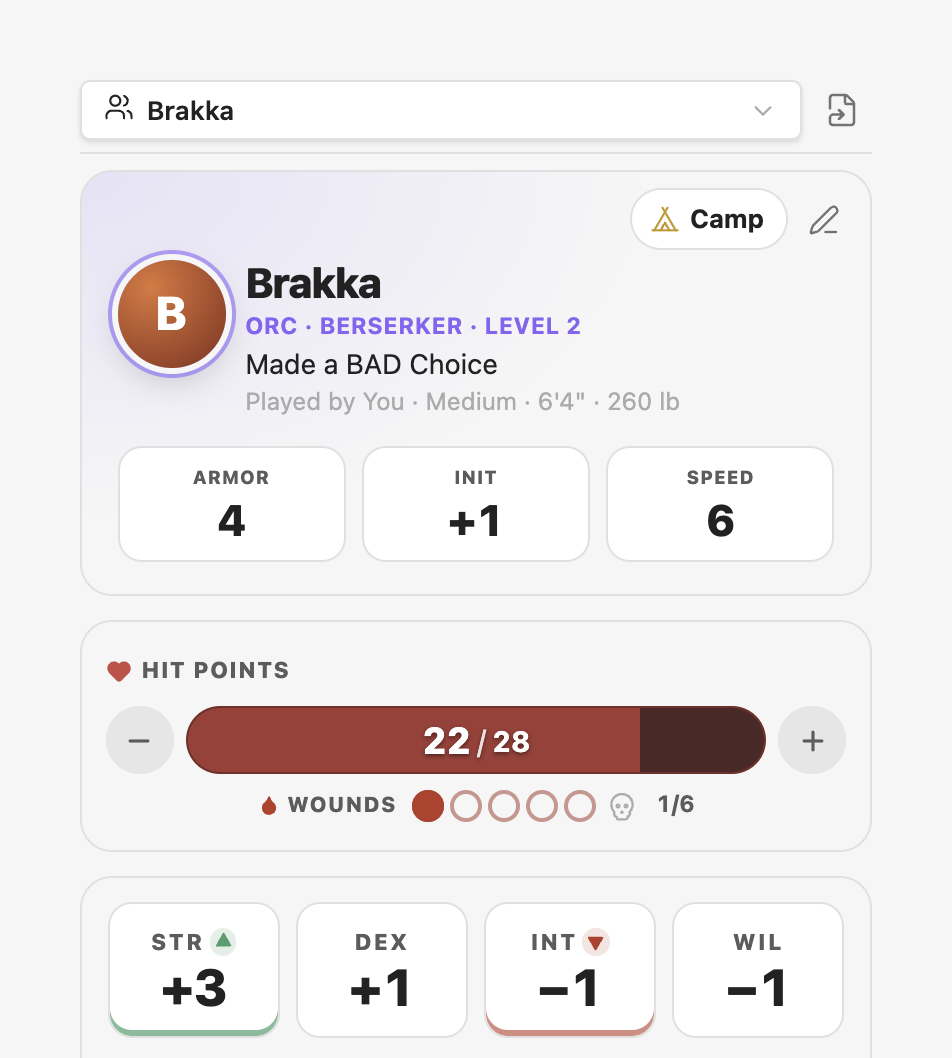 Brakka
Camp
B
Brakka
ORC · BERSERKER · LEVEL 2
Made a BAD Choice
Played by You · Medium · 6'4" · 260 lb
ARMOR
4
INIT
+1
SPEED
6
HIT POINTS
22 / 28
WOUNDS 1/6
STR
+3
DEX
+1
INT
−1
WIL
−1